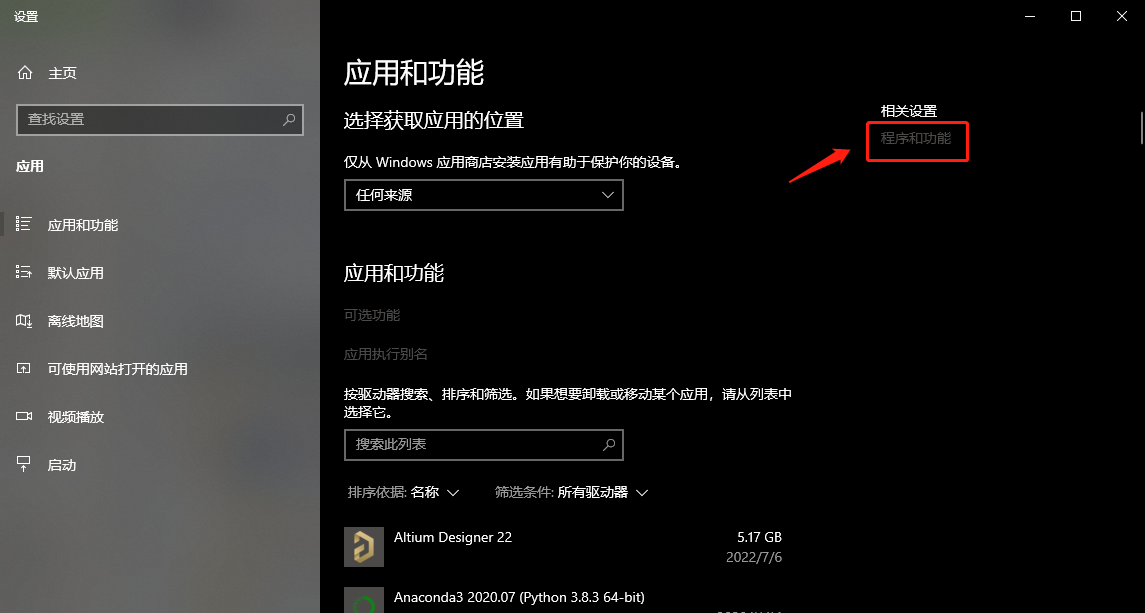 设置
主页
查找设置
应用
应用和功能
默认应用
离线地图
可使用网站打开的应用
视频播放
启动
应用和功能
选择获取应用的位置
仅从 Windows 应用商店安装应用有助于保护你的设备。
任何来源
应用和功能
可选功能
应用执行别名
按驱动器搜索、排序和筛选。如果想要卸载或移动某个应用，请从列表中
选择它。
搜索此列表
排序依据: 名称 筛选条件: 所有驱动器
Altium Designer 22 5.17 GB
2022/7/6
Anaconda3 2020.07 (Python 3.8.3 64-bit)
相关设置
程序和功能